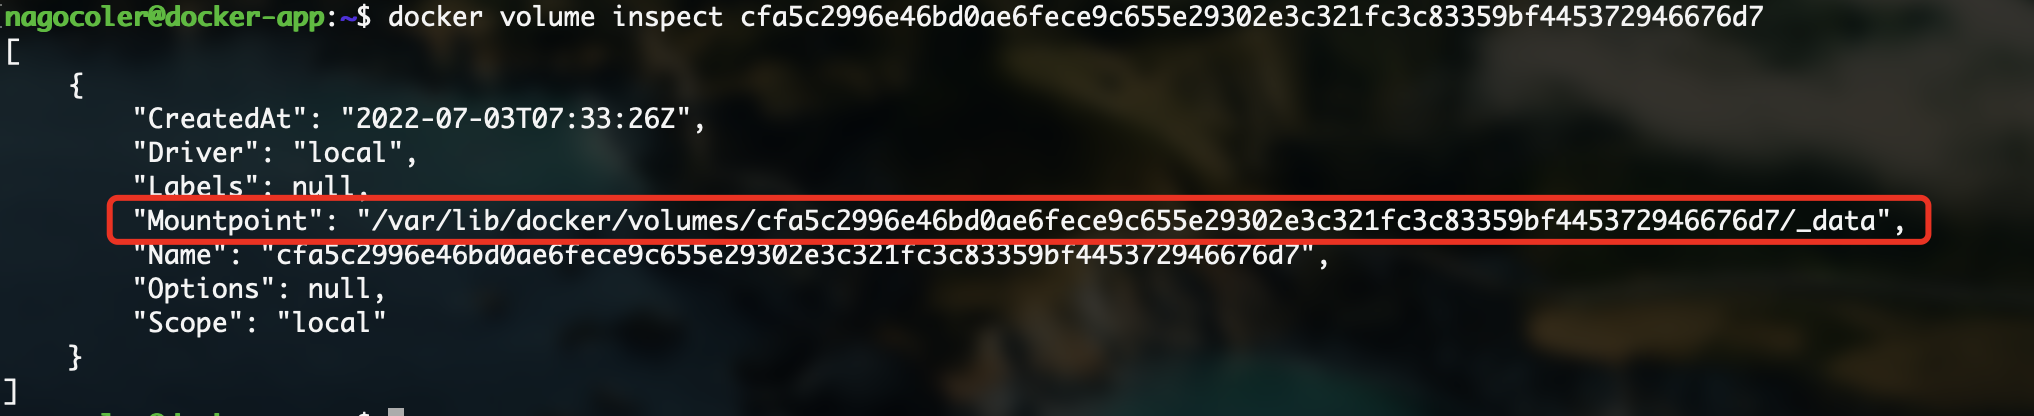 nagocoler@docker-app:~$ docker volume inspect cfa5c2996e46bd0ae6fece9c655e29302e3c321fc3c83359bf445372946676d7
[
    {
        "CreatedAt": "2022-07-03T07:33:26Z",
        "Driver": "local",
        "Labels": null,
        "Mountpoint": "/var/lib/docker/volumes/cfa5c2996e46bd0ae6fece9c655e29302e3c321fc3c83359bf445372946676d7/_data",
        "Name": "cfa5c2996e46bd0ae6fece9c655e29302e3c321fc3c83359bf445372946676d7",
        "Options": null,
        "Scope": "local"
    }
]